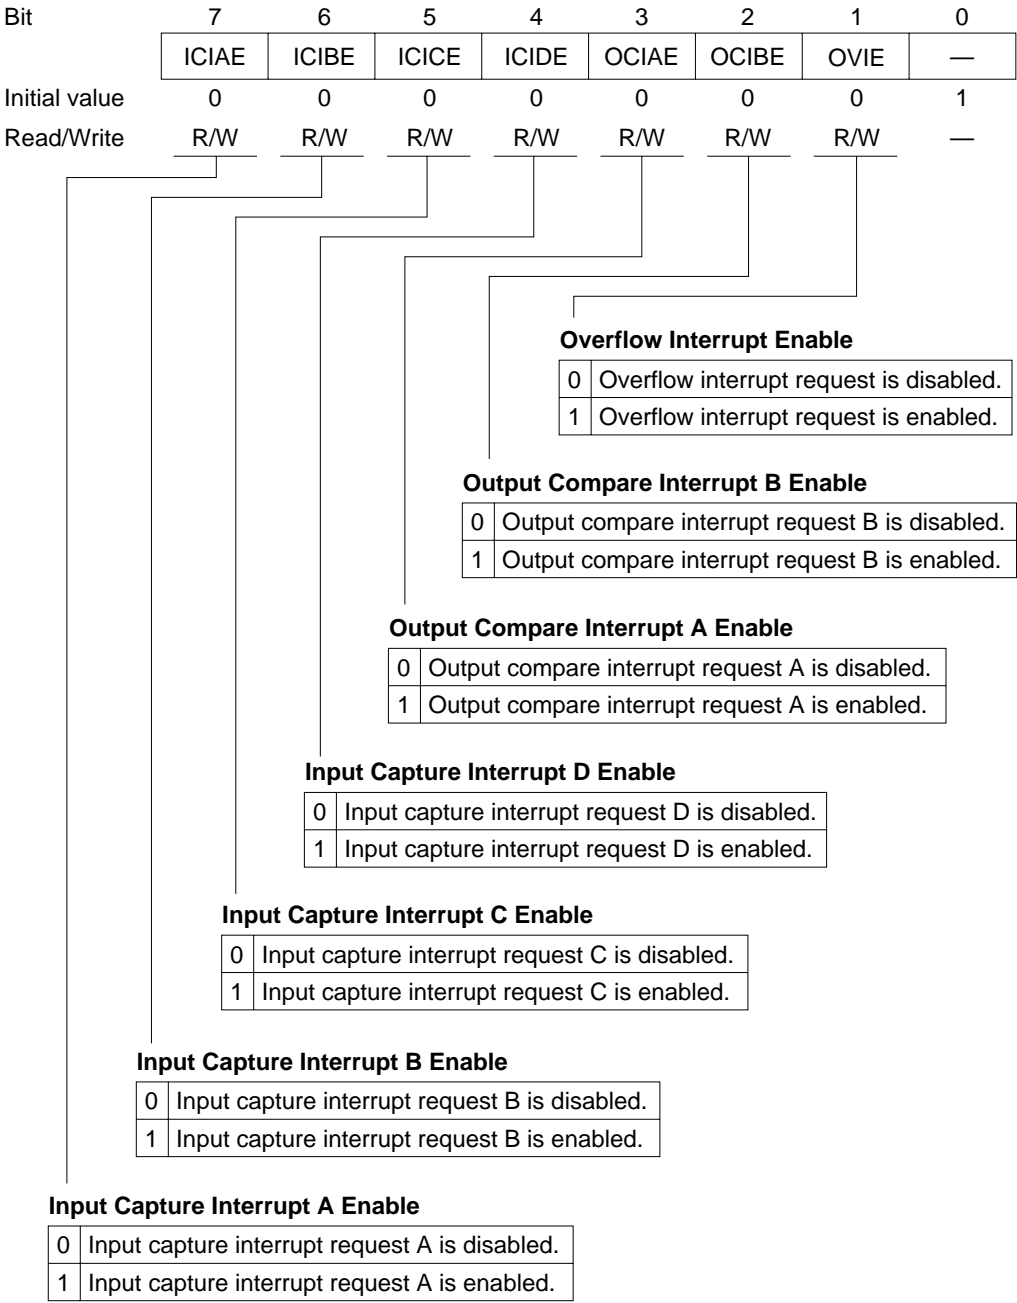 Bit 7 6 5 4 3 2 1 0
ICIAE ICIBE ICICE ICIDE OCIAE OCIBE OVIE —
Initial value 0 0 0 0 0 0 0 1
Read/Write R/W R/W R/W R/W R/W R/W R/W —
Overflow Interrupt Enable
0 Overflow interrupt request is disabled.
1 Overflow interrupt request is enabled.
Output Compare Interrupt B Enable
0 Output compare interrupt request B is disabled.
1 Output compare interrupt request B is enabled.
Output Compare Interrupt A Enable
0 Output compare interrupt request A is disabled.
1 Output compare interrupt request A is enabled.
Input Capture Interrupt D Enable
0 Input capture interrupt request D is disabled.
1 Input capture interrupt request D is enabled.
Input Capture Interrupt C Enable
0 Input capture interrupt request C is disabled.
1 Input capture interrupt request C is enabled.
Input Capture Interrupt B Enable
0 Input capture interrupt request B is disabled.
1 Input capture interrupt request B is enabled.
Input Capture Interrupt A Enable
0 Input capture interrupt request A is disabled.
1 Input capture interrupt request A is enabled.